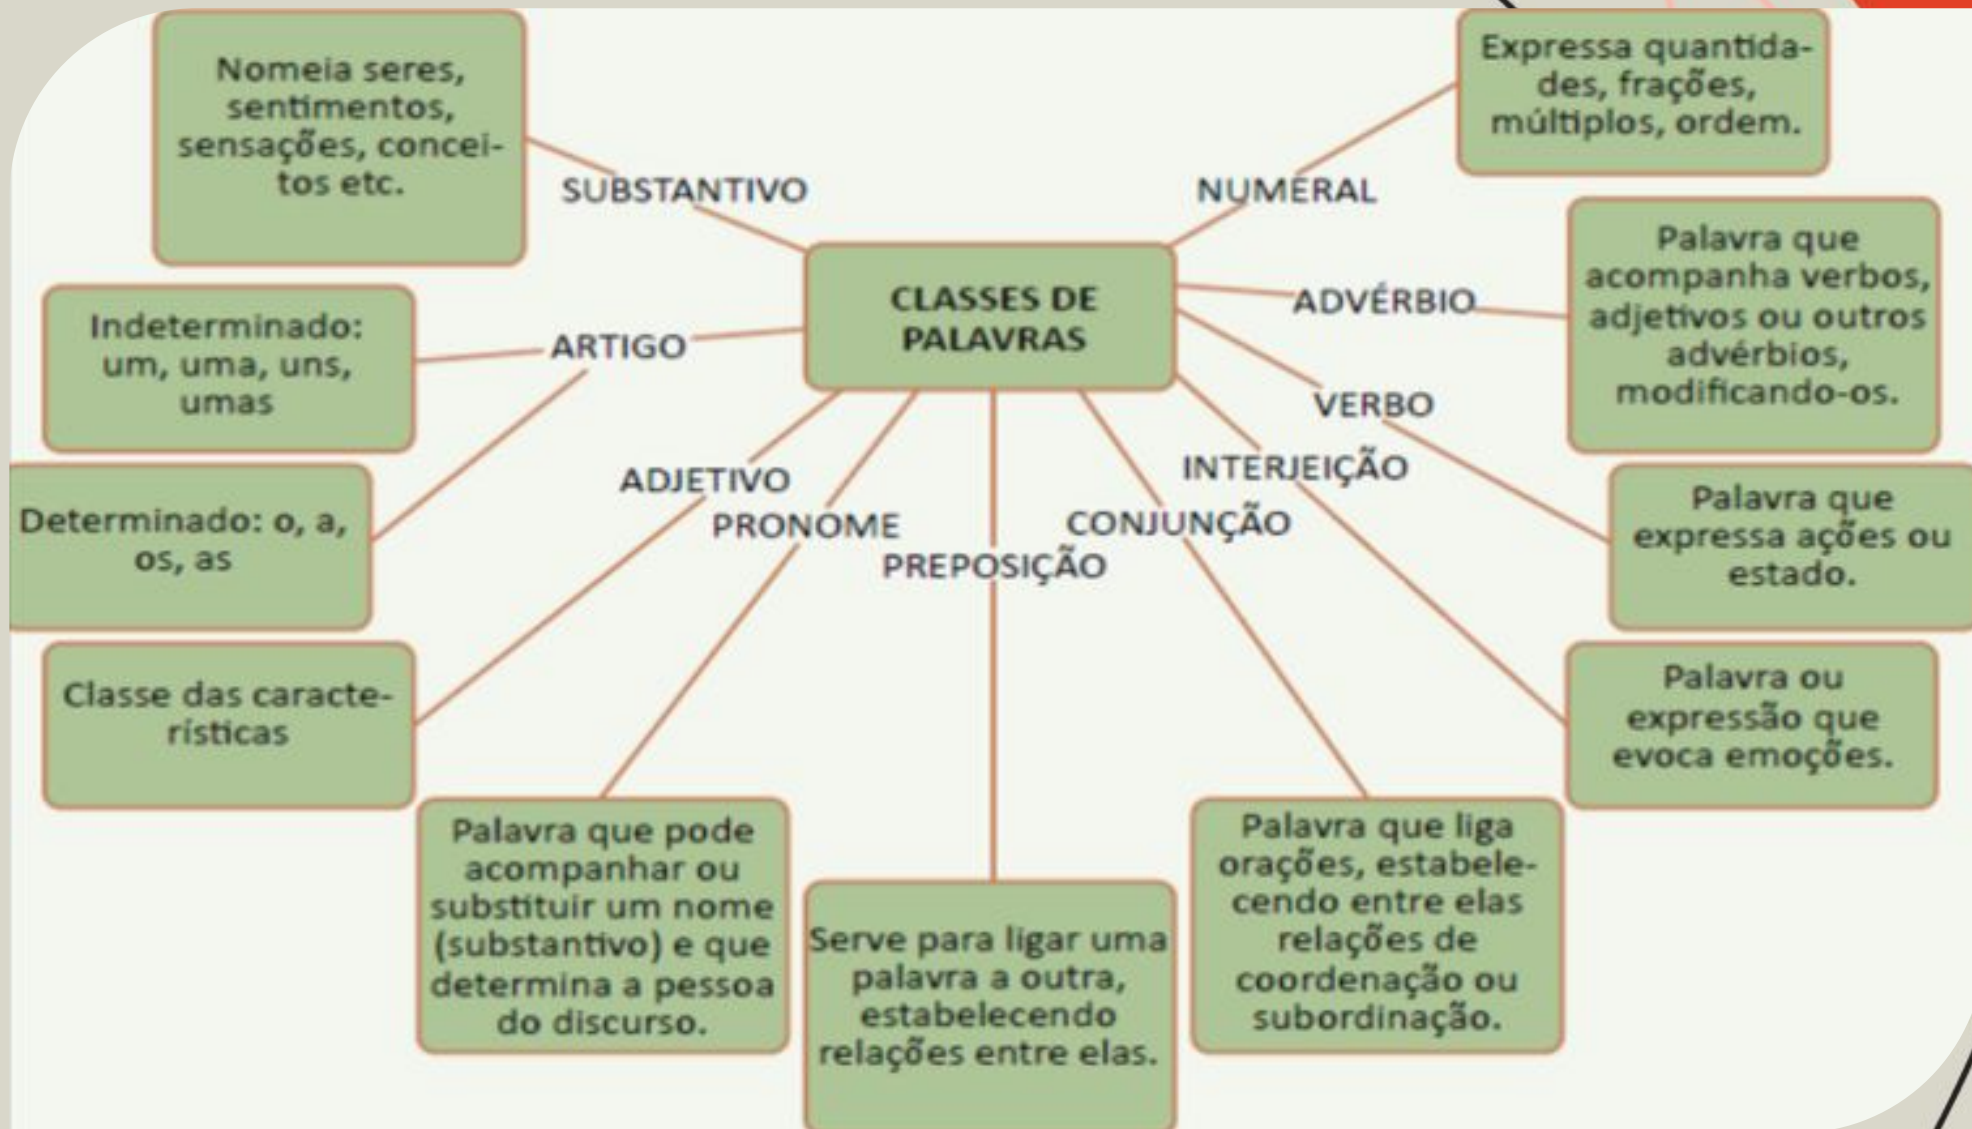 Nomeia seres,
sentimentos,
sensações, concei-
tos etc.
SUBSTANTIVO
Indeterminado:
um, uma, uns,
umas
ARTIGO
Determinado: o, a,
os, as
Classe das caracte-
rísticas
ADJETIVO
Palavra que pode
acompanhar ou
substituir um nome
(substantivo) e que
determina a pessoa
do discurso.
PRONOME
CLASSES DE
PALAVRAS
PREPOSIÇÃO
Serve para ligar uma
palavra a outra,
estabelecendo
relações entre elas.
CONJUNÇÃO
Palavra que liga
orações, estabele-
cendo entre elas
relações de
coordenação ou
subordinação.
NUMERAL
Expressa quantida-
des, frações,
múltiplos, ordem.
ADVÉRBIO
Palavra que
acompanha verbos,
adjetivos ou outros
advérbios,
modificando-os.
VERBO
Palavra que
expressa ações ou
estado.
INTERJEIÇÃO
Palavra ou
expressão que
evoca emoções.